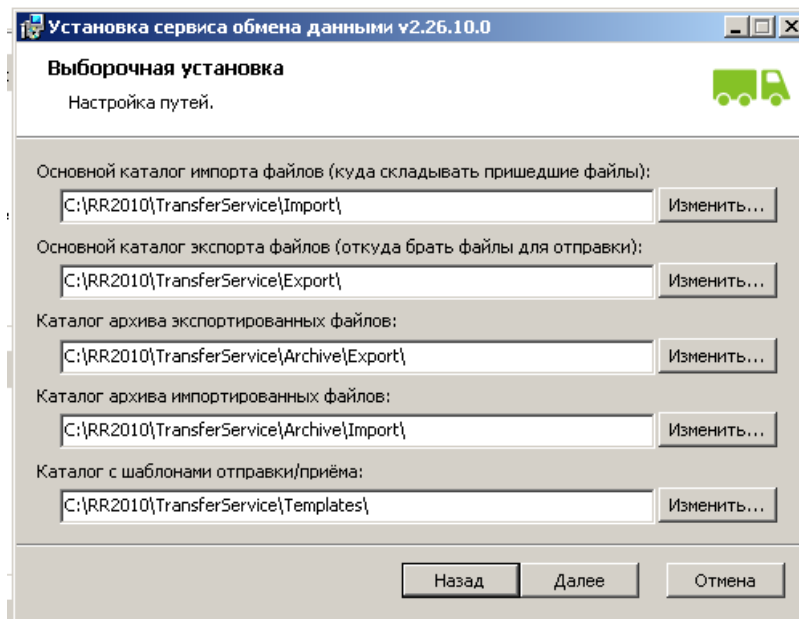 Установка сервиса обмена данными v2.26.10.0
Выборочная установка
Настройка путей.
Основной каталог импорта файлов (куда складывать пришедшие файлы):
C:\RR2010\TransferService\Import\
Изменить...
Основной каталог экспорта файлов (откуда брать файлы для отправки):
C:\RR2010\TransferService\Export\
Изменить...
Каталог архива экспортированных файлов:
C:\RR2010\TransferService\Archive\Export\
Изменить...
Каталог архива импортированных файлов:
C:\RR2010\TransferService\Archive\Import\
Изменить...
Каталог с шаблонами отправки/приёма:
C:\RR2010\TransferService\Templates\
Изменить...
Назад
Далее
Отмена